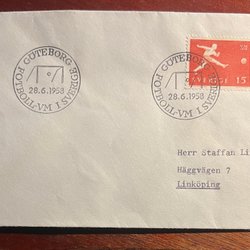 GÖTEBORG
28.6.1958
FOTBOLL-VM I SVERIGE
GÖTEBORG
28.6.1958
FOTBOLL-VM I SVERIGE
SVERIGE 15
Herr Staffan
Häggvägen 7
Linköping